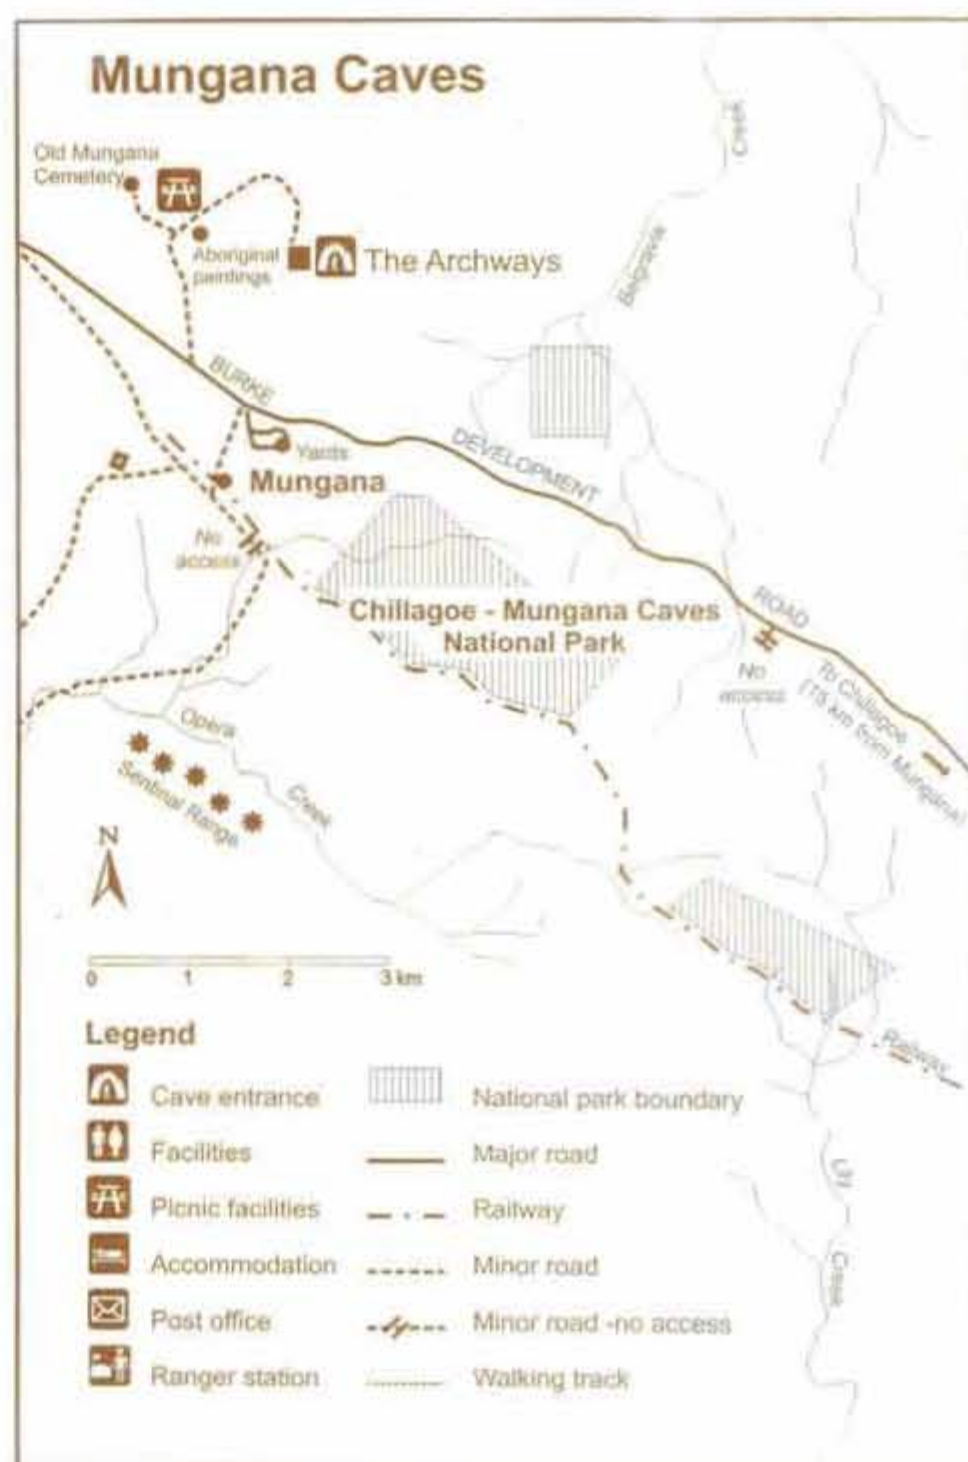 Mungana Caves
Old Mungana
Cemetery
Aboriginal
paintings
The Archways
Belgravia
Creek
BURKE
DEVELOPMENT
ROAD
Yards
Mungana
No
access
Chillagoe - Mungana Caves
National Park
No
access
To Chillagoe
(15 km from Mungana)
Opera
Creek
Sentinal Range
N
0 1 2 3 km
Railway
Creek
Legend
Cave entrance
National park boundary
Facilities
Major road
Picnic facilities
Railway
Accommodation
Minor road
Post office
Minor road -no access
Ranger station
Walking track